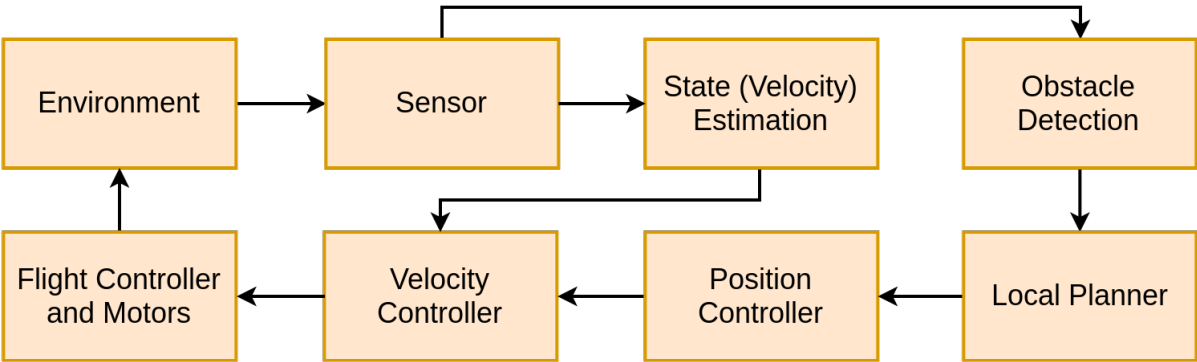 Environment
Sensor
State (Velocity)
Estimation
Obstacle
Detection
Flight Controller
and Motors
Velocity
Controller
Position
Controller
Local Planner